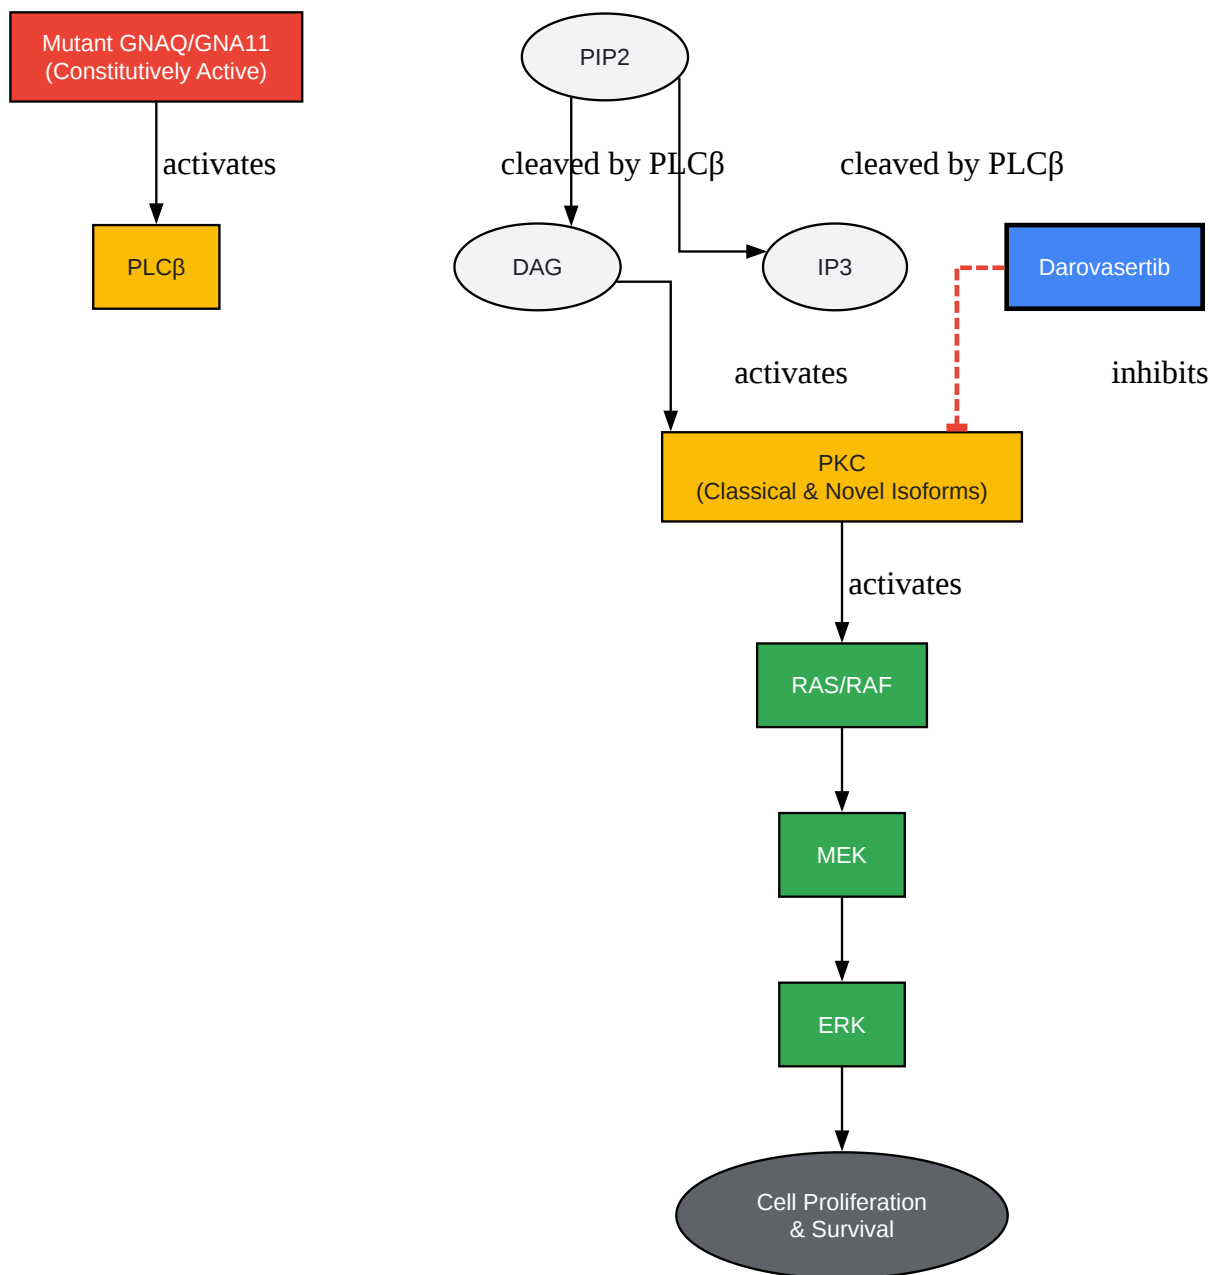 Mutant GNAQ/GNA11
(Constitutively Active)
PIP2
activates
cleaved by PLCβ
cleaved by PLCβ
PLCβ
DAG
IP3
Darovasertib
activates
inhibits
PKC
(Classical & Novel Isoforms)
activates
RAS/RAF
MEK
ERK
Cell Proliferation
& Survival